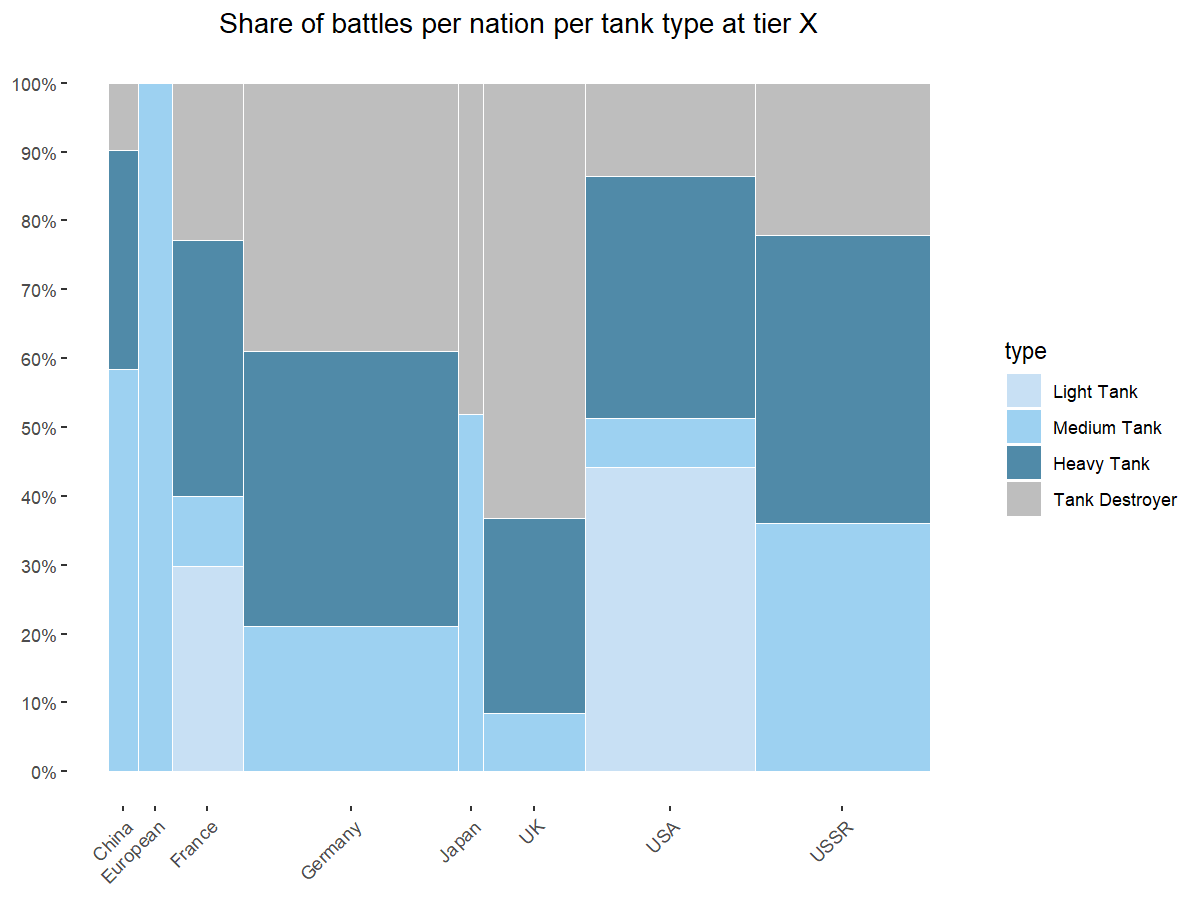 Share of battles per nation per tank type at tier X
100%
90%
80%
70%
60%
50%
40%
30%
20%
10%
0%
China
European
France
Germany
Japan
UK
USA
USSR
type
Light Tank
Medium Tank
Heavy Tank
Tank Destroyer